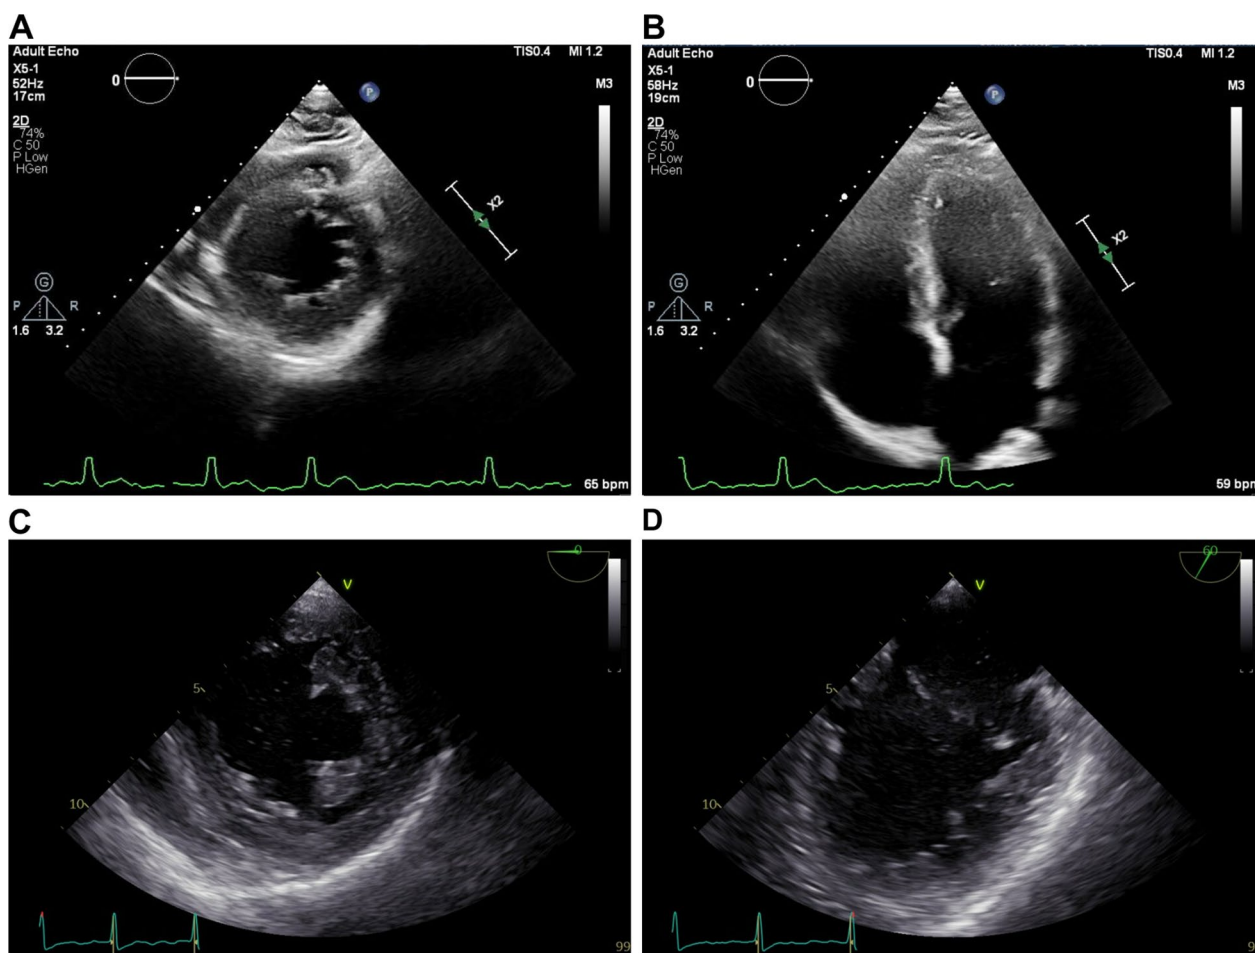 A
Adult Echo
TIS0.4 MI 1.2
X5-1
52Hz
17cm
0
P
M3
2D
74%
C 50
P Low
HGen
X2
G
P R
1.6 3.2
65 bpm
B
Adult Echo
TIS0.4 MI 1.2
X5-1
58Hz
19cm
0
P
M3
2D
74%
C 50
P Low
HGen
X2
G
P R
1.6 3.2
59 bpm
C
0
V
5
10
99
D
60
V
5
10
9